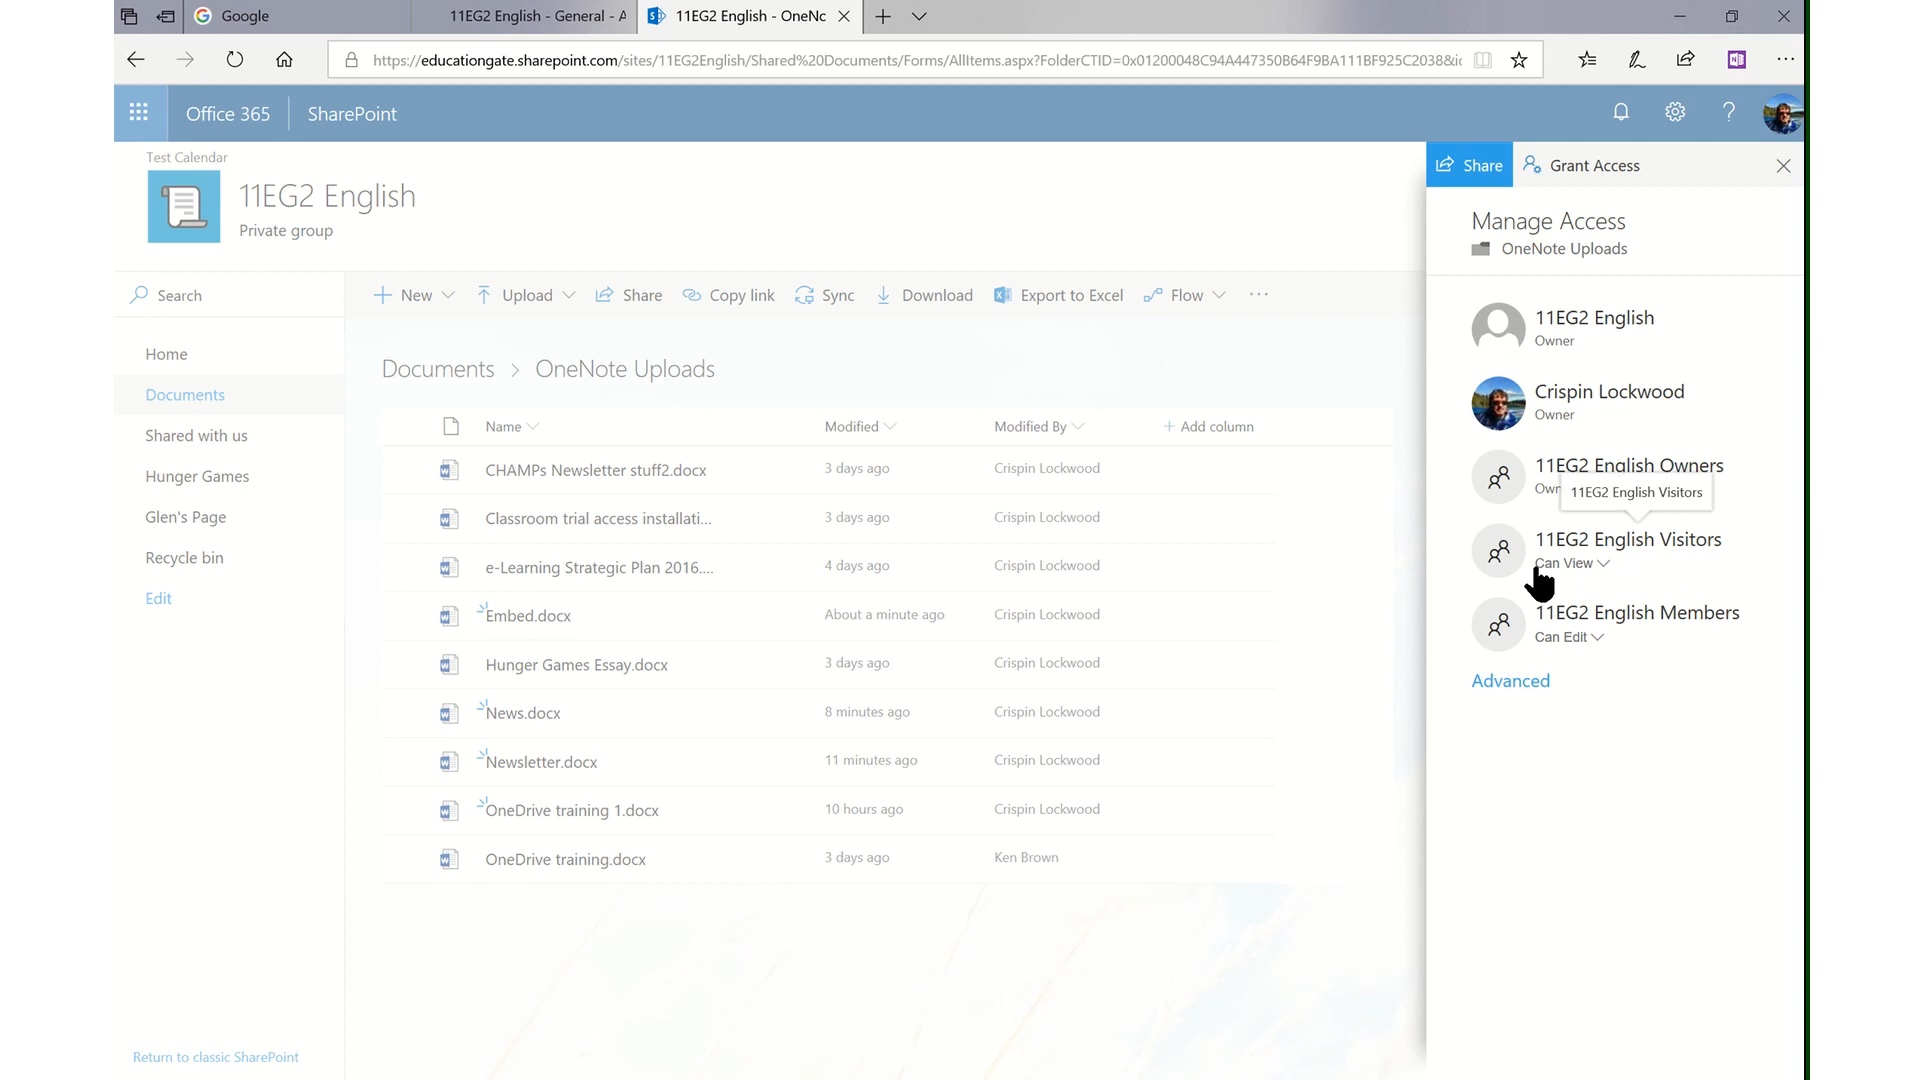 Google
11EG2 English - General - A
11EG2 English - OneNc
https://educationgate.sharepoint.com/sites/11EG2English/Shared%20Documents/Forms/AllItems.aspx?FolderCTID=0x01200048C94A447350B64F9BA111BF925C2038&ic
Office 365
SharePoint
Test Calendar
11EG2 English
Private group
Search
Home
Documents
Shared with us
Hunger Games
Glen's Page
Recycle bin
Edit
Return to classic SharePoint
New
Upload
Share
Copy link
Sync
Download
Export to Excel
Flow
Documents > OneNote Uploads
Name Modified Modified By + Add column
CHAMPs Newsletter stuff2.docx 3 days ago Crispin Lockwood
Classroom trial access installati... 3 days ago Crispin Lockwood
e-Learning Strategic Plan 2016.... 4 days ago Crispin Lockwood
Embed.docx About a minute ago Crispin Lockwood
Hunger Games Essay.docx 3 days ago Crispin Lockwood
News.docx 8 minutes ago Crispin Lockwood
Newsletter.docx 11 minutes ago Crispin Lockwood
OneDrive training 1.docx 10 hours ago Crispin Lockwood
OneDrive training.docx 3 days ago Ken Brown
Share
Grant Access
Manage Access
OneNote Uploads
11EG2 English
Owner
Crispin Lockwood
Owner
11EG2 English Owners
Own
11EG2 English Visitors
11EG2 English Visitors
Can View
11EG2 English Members
Can Edit
Advanced